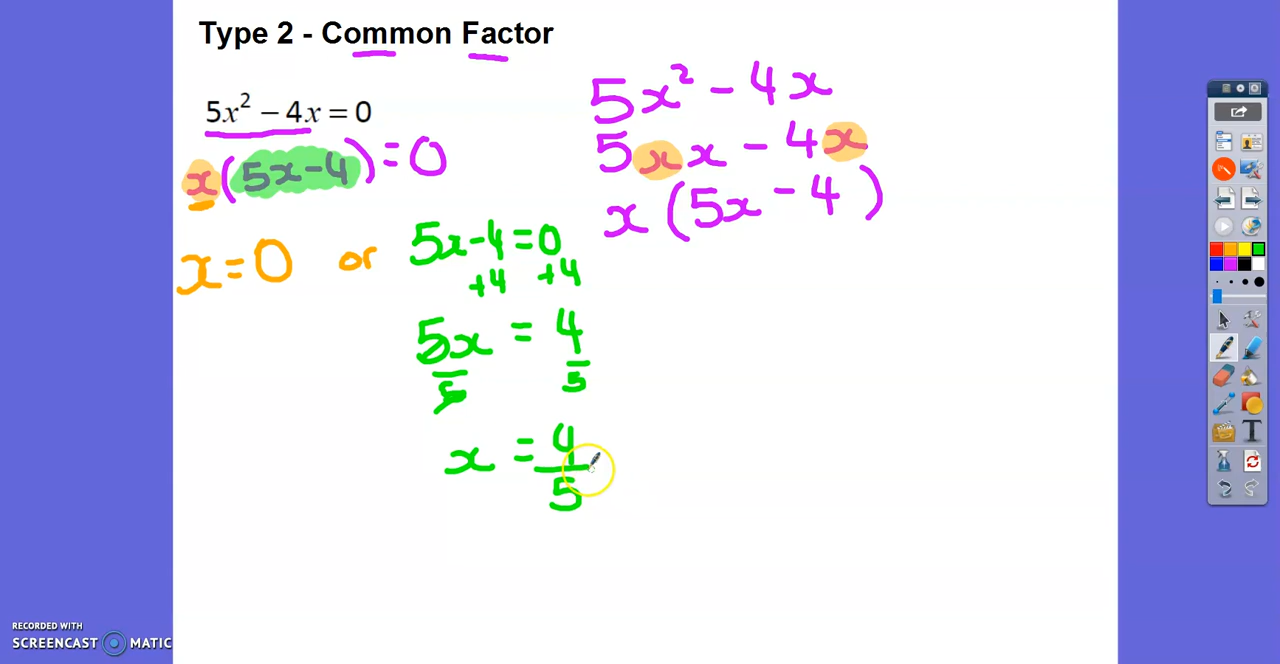 Type 2 - Common Factor
5x² – 4x = 0
x(5x-4) = 0
x=0 or 5x-4=0
+4 +4
5x = 4
5 5
x = 4
5
5x² - 4x
5xx - 4x
x(5x - 4)
T
RECORDED WITH
SCREENCAST MATIC